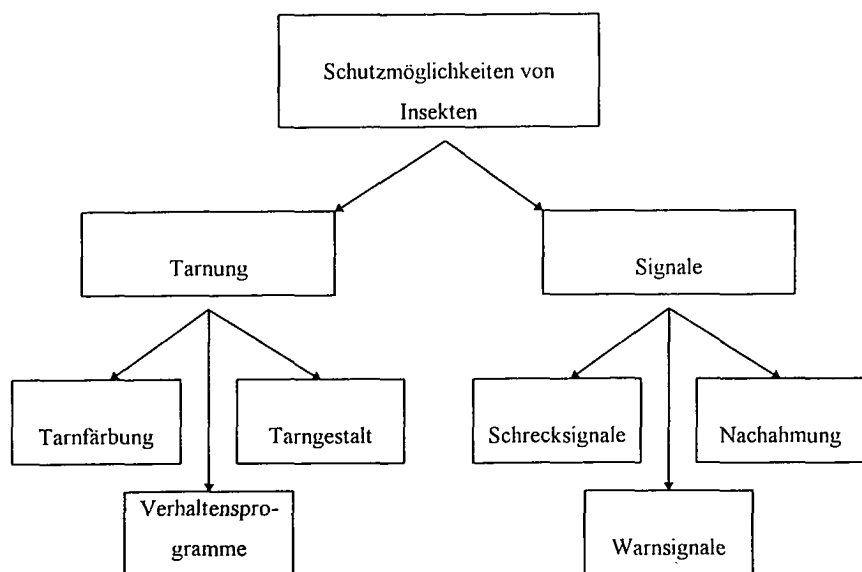 Schutzmöglichkeiten von
Insekten
Tarnung
Signale
Tarnfärbung
Tarngestalt
Schrecksignale
Nachahmung
Verhaltenspro-
gramme
Warnsignale